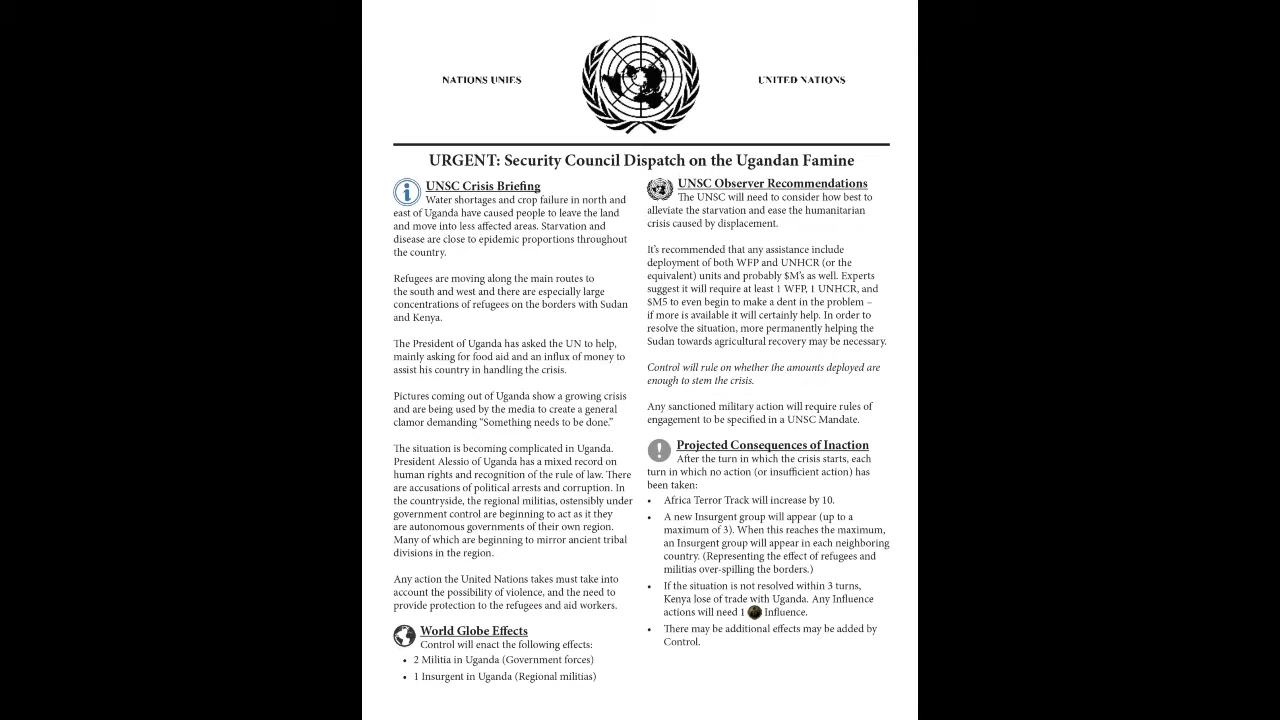 NATIONS UNIES
UNITED NATIONS
URGENT: Security Council Dispatch on the Ugandan Famine
UNSC Crisis Briefing
Water shortages and crop failure in north and
east of Uganda have caused people to leave the land
and move into less affected areas. Starvation and
disease are close to epidemic proportions throughout
the country.
Refugees are moving along the main routes to
the south and west and there are especially large
concentrations of refugees on the borders with Sudan
and Kenya.
The President of Uganda has asked the UN to help,
mainly asking for food aid and an influx of money to
assist his country in handling the crisis.
Pictures coming out of Uganda show a growing crisis
and are being used by the media to create a general
clamor demanding “Something needs to be done.”
The situation is becoming complicated in Uganda.
President Alessio of Uganda has a mixed record on
human rights and recognition of the rule of law. There
are accusations of political arrests and corruption. In
the countryside, the regional militias, ostensibly under
government control are beginning to act as it they
are autonomous governments of their own region.
Many of which are beginning to mirror ancient tribal
divisions in the region.
Any action the United Nations takes must take into
account the possibility of violence, and the need to
provide protection to the refugees and aid workers.
World Globe Effects
Control will enact the following effects:
• 2 Militia in Uganda (Government forces)
• 1 Insurgent in Uganda (Regional militias)
UNSC Observer Recommendations
The UNSC will need to consider how best to
alleviate the starvation and ease the humanitarian
crisis caused by displacement.
It’s recommended that any assistance include
deployment of both WFP and UNHCR (or the
equivalent) units and probably $M’s as well. Experts
suggest it will require at least 1 WFP, 1 UNHCR, and
$M5 to even begin to make a dent in the problem –
if more is available it will certainly help. In order to
resolve the situation, more permanently helping the
Sudan towards agricultural recovery may be necessary.
Control will rule on whether the amounts deployed are
enough to stem the crisis.
Any sanctioned military action will require rules of
engagement to be specified in a UNSC Mandate.
Projected Consequences of Inaction
After the turn in which the crisis starts, each
turn in which no action (or insufficient action) has
been taken:
• Africa Terror Track will increase by 10.
• A new Insurgent group will appear (up to a
maximum of 3). When this reaches the maximum,
an Insurgent group will appear in each neighboring
country. (Representing the effect of refugees and
militias over-spilling the borders.)
• If the situation is not resolved within 3 turns,
Kenya lose of trade with Uganda. Any Influence
actions will need 1 Influence.
• There may be additional effects may be added by
Control.